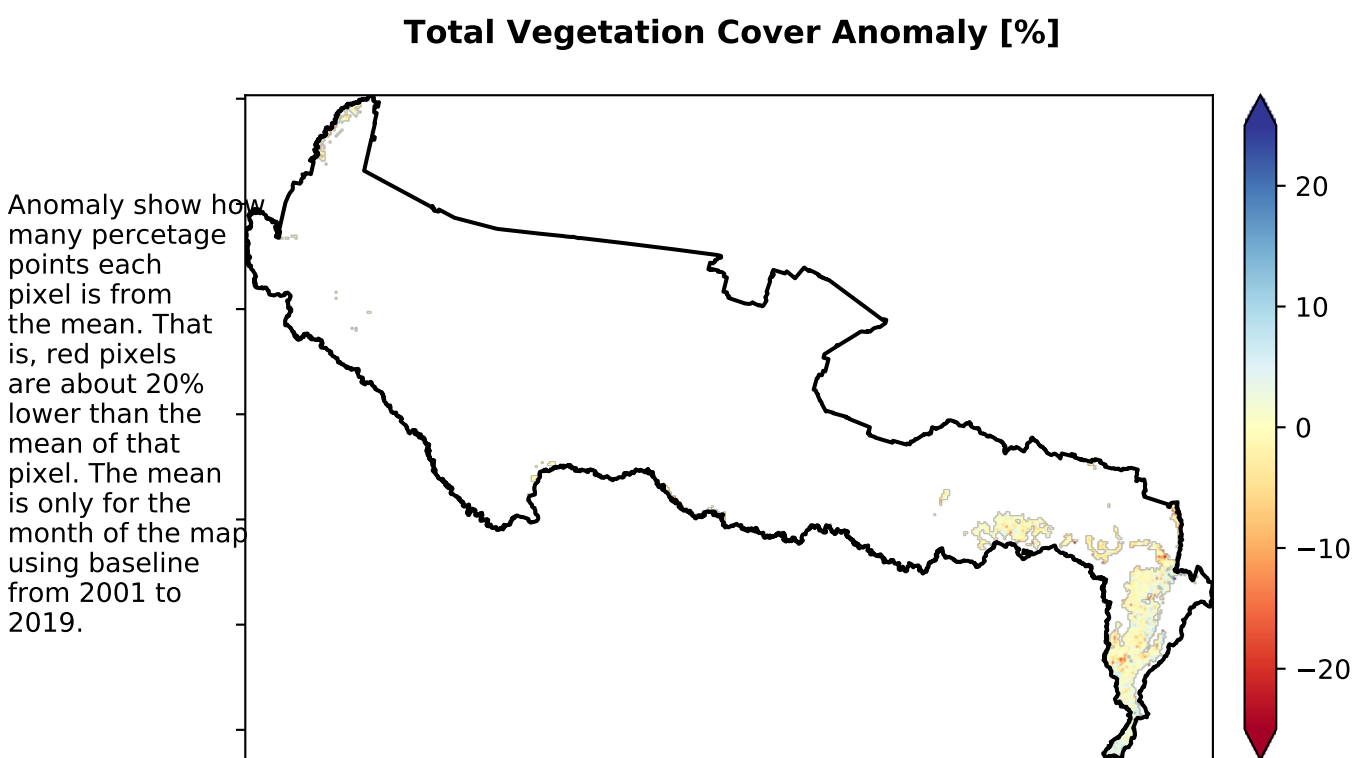 Total Vegetation Cover Anomaly [%]
Anomaly show how
many percetage
points each
pixel is from
the mean. That
is, red pixels
are about 20%
lower than the
mean of that
pixel. The mean
is only for the
month of the map
using baseline
from 2001 to
2019.
20
10
0
−10
−20